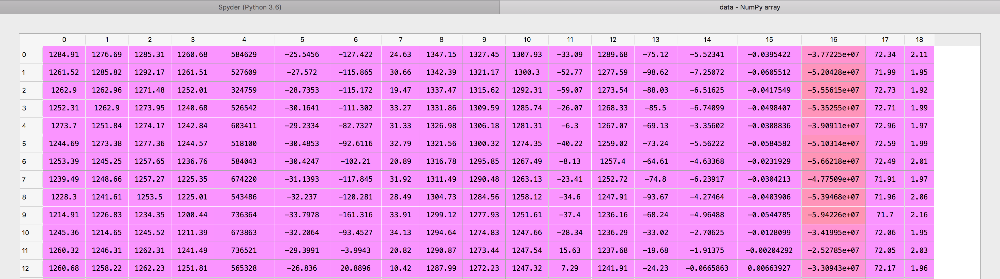 Spyder (Python 3.6) data - NumPy array
0 1 2 3 4 5 6 7 8 9 10 11 12 13 14 15 16 17 18
0 1284.91 1276.69 1285.31 1260.68 584629 -25.5456 -127.422 24.63 1347.15 1327.45 1307.93 -33.09 1289.68 -75.12 -5.52341 -0.0395422 -3.77225e+07 72.34 2.11
1 1261.52 1285.82 1292.17 1261.51 527609 -27.572 -115.865 30.66 1342.39 1321.17 1300.3 -52.77 1277.59 -98.62 -7.25072 -0.0605512 -5.20428e+07 71.99 1.95
2 1262.9 1262.96 1271.48 1252.01 324759 -28.7353 -115.172 19.47 1337.47 1315.62 1292.31 -59.07 1273.54 -88.03 -6.51625 -0.0417549 -5.55615e+07 72.73 1.92
3 1252.31 1262.9 1273.95 1240.68 526542 -30.1641 -111.302 33.27 1331.86 1309.59 1285.74 -26.07 1268.33 -85.5 -6.74099 -0.0498407 -5.35255e+07 72.71 1.99
4 1273.7 1251.84 1274.17 1242.84 603411 -29.2334 -82.7327 31.33 1326.98 1306.18 1281.31 -6.3 1267.07 -69.13 -3.35602 -0.0308836 -3.90911e+07 72.96 1.97
5 1244.69 1273.38 1277.36 1244.57 518100 -30.4853 -92.6116 32.79 1321.56 1300.32 1274.35 -40.22 1259.02 -73.24 -5.56222 -0.0584582 -5.10314e+07 72.59 1.99
6 1253.39 1245.25 1257.65 1236.76 584043 -30.4247 -102.21 20.89 1316.78 1295.85 1267.49 -8.13 1257.4 -64.61 -4.63368 -0.0231929 -5.66218e+07 72.49 2.01
7 1239.49 1248.66 1257.27 1225.35 674220 -31.1393 -117.845 31.92 1311.49 1290.48 1263.13 -23.41 1252.72 -74.8 -6.23917 -0.0304213 -4.77509e+07 71.91 1.97
8 1228.3 1241.61 1253.5 1225.01 543486 -32.237 -120.281 28.49 1304.73 1284.56 1258.12 -34.6 1247.91 -93.67 -4.27464 -0.0403906 -5.39468e+07 71.96 2.06
9 1214.91 1226.83 1234.35 1200.44 736364 -33.7978 -161.316 33.91 1299.12 1277.93 1251.61 -37.4 1236.16 -68.24 -4.96488 -0.0544785 -5.94226e+07 71.7 2.16
10 1245.36 1214.65 1245.52 1211.39 673863 -32.2064 -93.4527 34.13 1294.64 1274.83 1247.66 -28.34 1236.29 -33.02 -2.70625 -0.0128099 -3.41995e+07 72.06 1.95
11 1260.32 1246.31 1262.31 1241.49 736521 -29.3991 -3.9943 20.82 1290.87 1273.44 1247.54 15.63 1237.68 -19.68 -1.91375 -0.00204292 -2.52785e+07 72.05 2.03
12 1260.68 1258.22 1262.23 1251.81 565328 -26.836 20.8896 10.42 1287.99 1272.23 1247.32 7.29 1241.91 -24.23 -0.0665863 0.00663927 -3.30943e+07 72.17 1.96